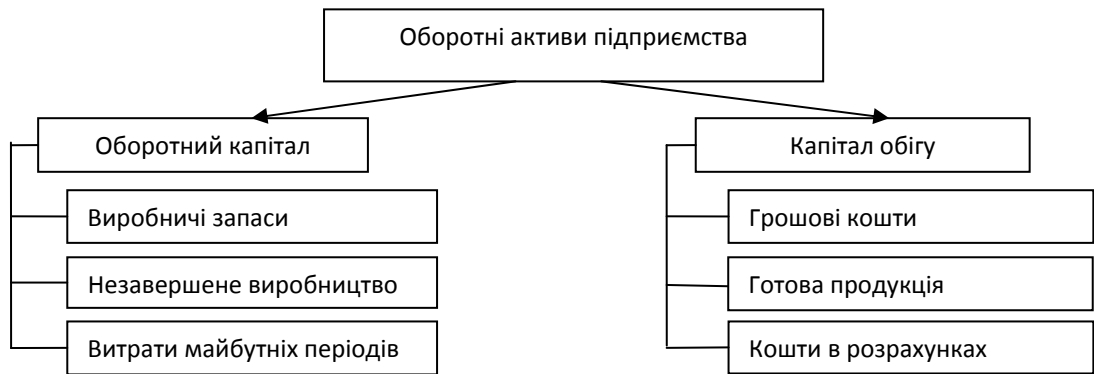 Оборотні активи підприємства
Оборотний капітал
Виробничі запаси
Незавершене виробництво
Витрати майбутніх періодів
Капітал обігу
Грошові кошти
Готова продукція
Кошти в розрахунках